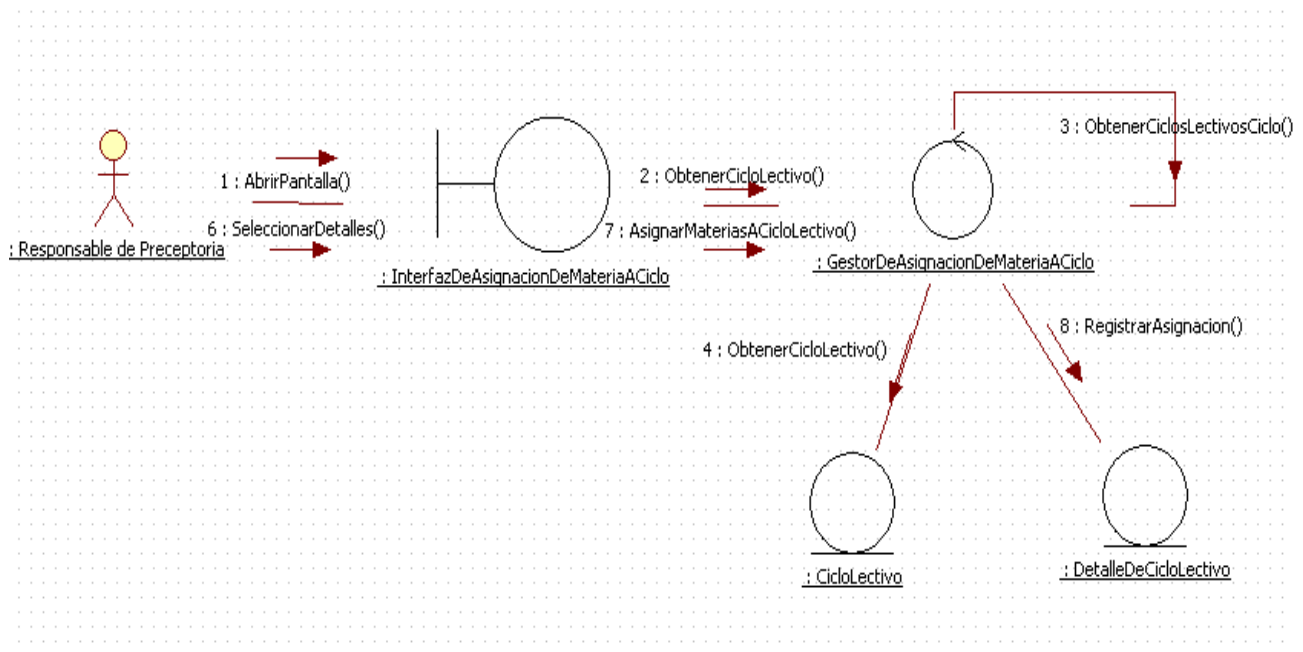 3 : ObtenerCiclosLectivosCiclo()
1 : AbrirPantalla()
2 : ObtenerCicloLectivo()
6 : SeleccionarDetalles()
7 : AsignarMateriasACicloLectivo()
: Responsable de Preceptoria
: InterfazDeAsignacionDeMateriaACiclo
: GestorDeAsignacionDeMateriaACiclo
8 : RegistrarAsignacion()
4 : ObtenerCicloLectivo()
: CicloLectivo
: DetalleDeCicloLectivo